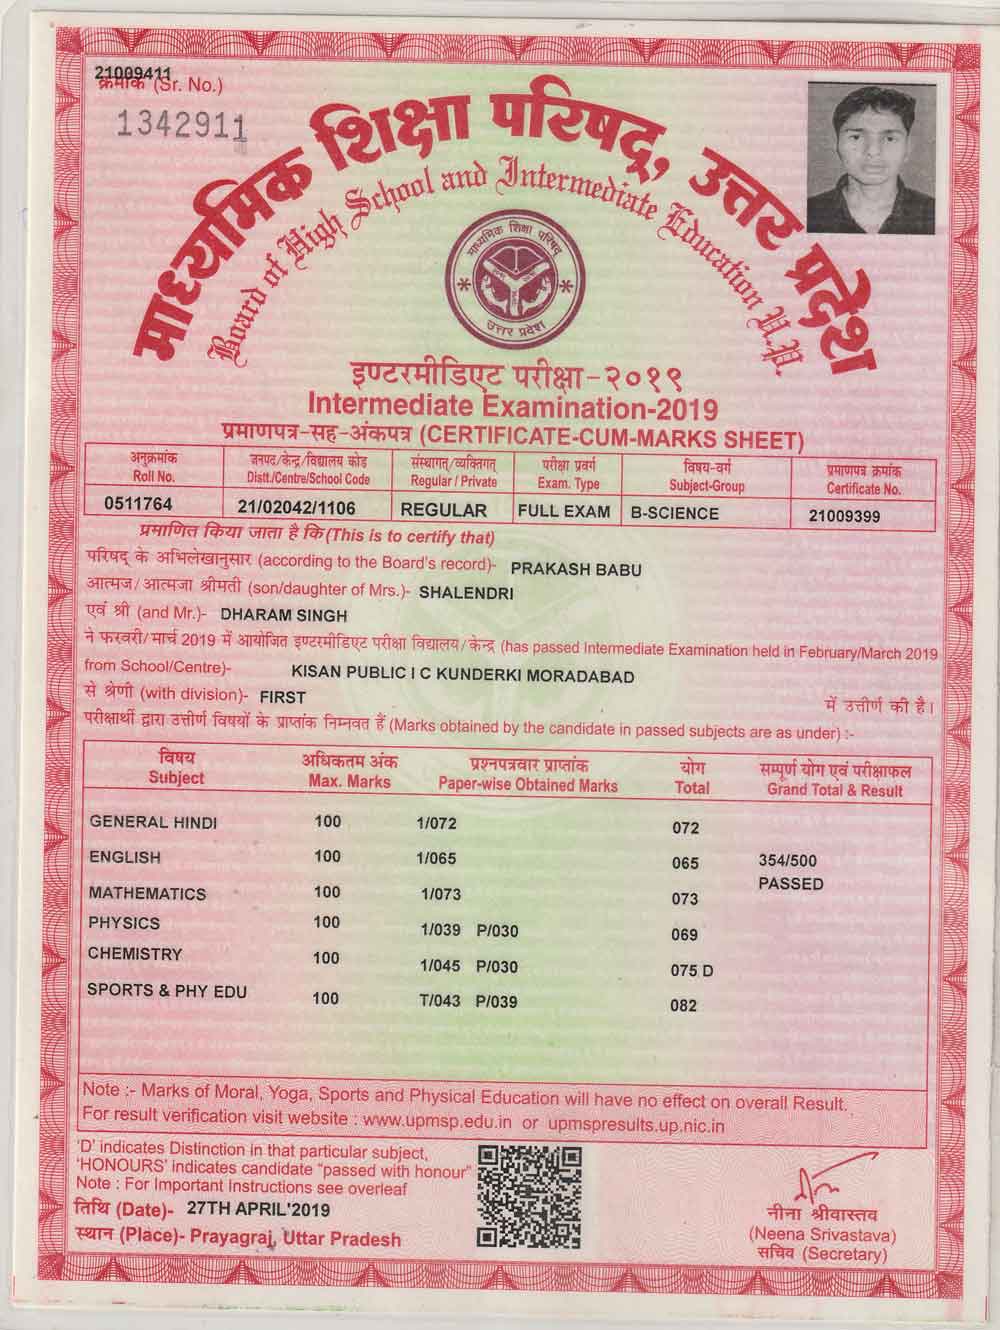 21009411
क्रमांक (Sr. No.)
1342911
माध्यमिक शिक्षा परिषद्, उत्तर प्रदेश
Board of High School and Intermediate Education U.P.
माध्यमिक शिक्षा परिषद्
उत्तर प्रदेश
इण्टरमीडिएट परीक्षा-२०१९
Intermediate Examination-2019
प्रमाणपत्र-सह-अंकपत्र (CERTIFICATE-CUM-MARKS SHEET)
अनुक्रमांक जनपद/केन्द्र/विद्यालय कोड संस्थागत्/व्यक्तिगत् परीक्षा प्रवर्ग विषय-वर्ग प्रमाणपत्र क्रमांक
Roll No. Distt./Centre/School Code Regular / Private Exam. Type Subject-Group Certificate No.
0511764 21/02042/1106 REGULAR FULL EXAM B-SCIENCE 21009399
प्रमाणित किया जाता है कि (This is to certify that)
परिषद् के अभिलेखानुसार (according to the Board's record)- PRAKASH BABU
आत्मज/आत्मजा श्रीमती (son/daughter of Mrs.)- SHALENDRI
एवं श्री (and Mr.)- DHARAM SINGH
ने फरवरी/मार्च 2019 में आयोजित इण्टरमीडिएट परीक्षा विद्यालय/केन्द्र (has passed Intermediate Examination held in February/March 2019
from School/Centre)- KISAN PUBLIC I C KUNDERKI MORADABAD
से श्रेणी (with division)- FIRST में उत्तीर्ण की है।
परीक्षार्थी द्वारा उत्तीर्ण विषयों के प्राप्तांक निम्नवत हैं (Marks obtained by the candidate in passed subjects are as under) :-
विषय अधिकतम अंक प्रश्नपत्रवार प्राप्तांक योग सम्पूर्ण योग एवं परीक्षाफल
Subject Max. Marks Paper-wise Obtained Marks Total Grand Total & Result
GENERAL HINDI 100 1/072 072
ENGLISH 100 1/065 065 354/500
PASSED
MATHEMATICS 100 1/073 073
PHYSICS 100 1/039 P/030 069
CHEMISTRY 100 1/045 P/030 075 D
SPORTS & PHY EDU 100 T/043 P/039 082
Note :- Marks of Moral, Yoga, Sports and Physical Education will have no effect on overall Result.
For result verification visit website : www.upmsp.edu.in or upmspresults.up.nic.in
'D' indicates Distinction in that particular subject,
'HONOURS' indicates candidate "passed with honour"
Note : For Important Instructions see overleaf
तिथि (Date)- 27TH APRIL'2019
स्थान (Place)- Prayagraj, Uttar Pradesh
नीना श्रीवास्तव
(Neena Srivastava)
सचिव (Secretary)